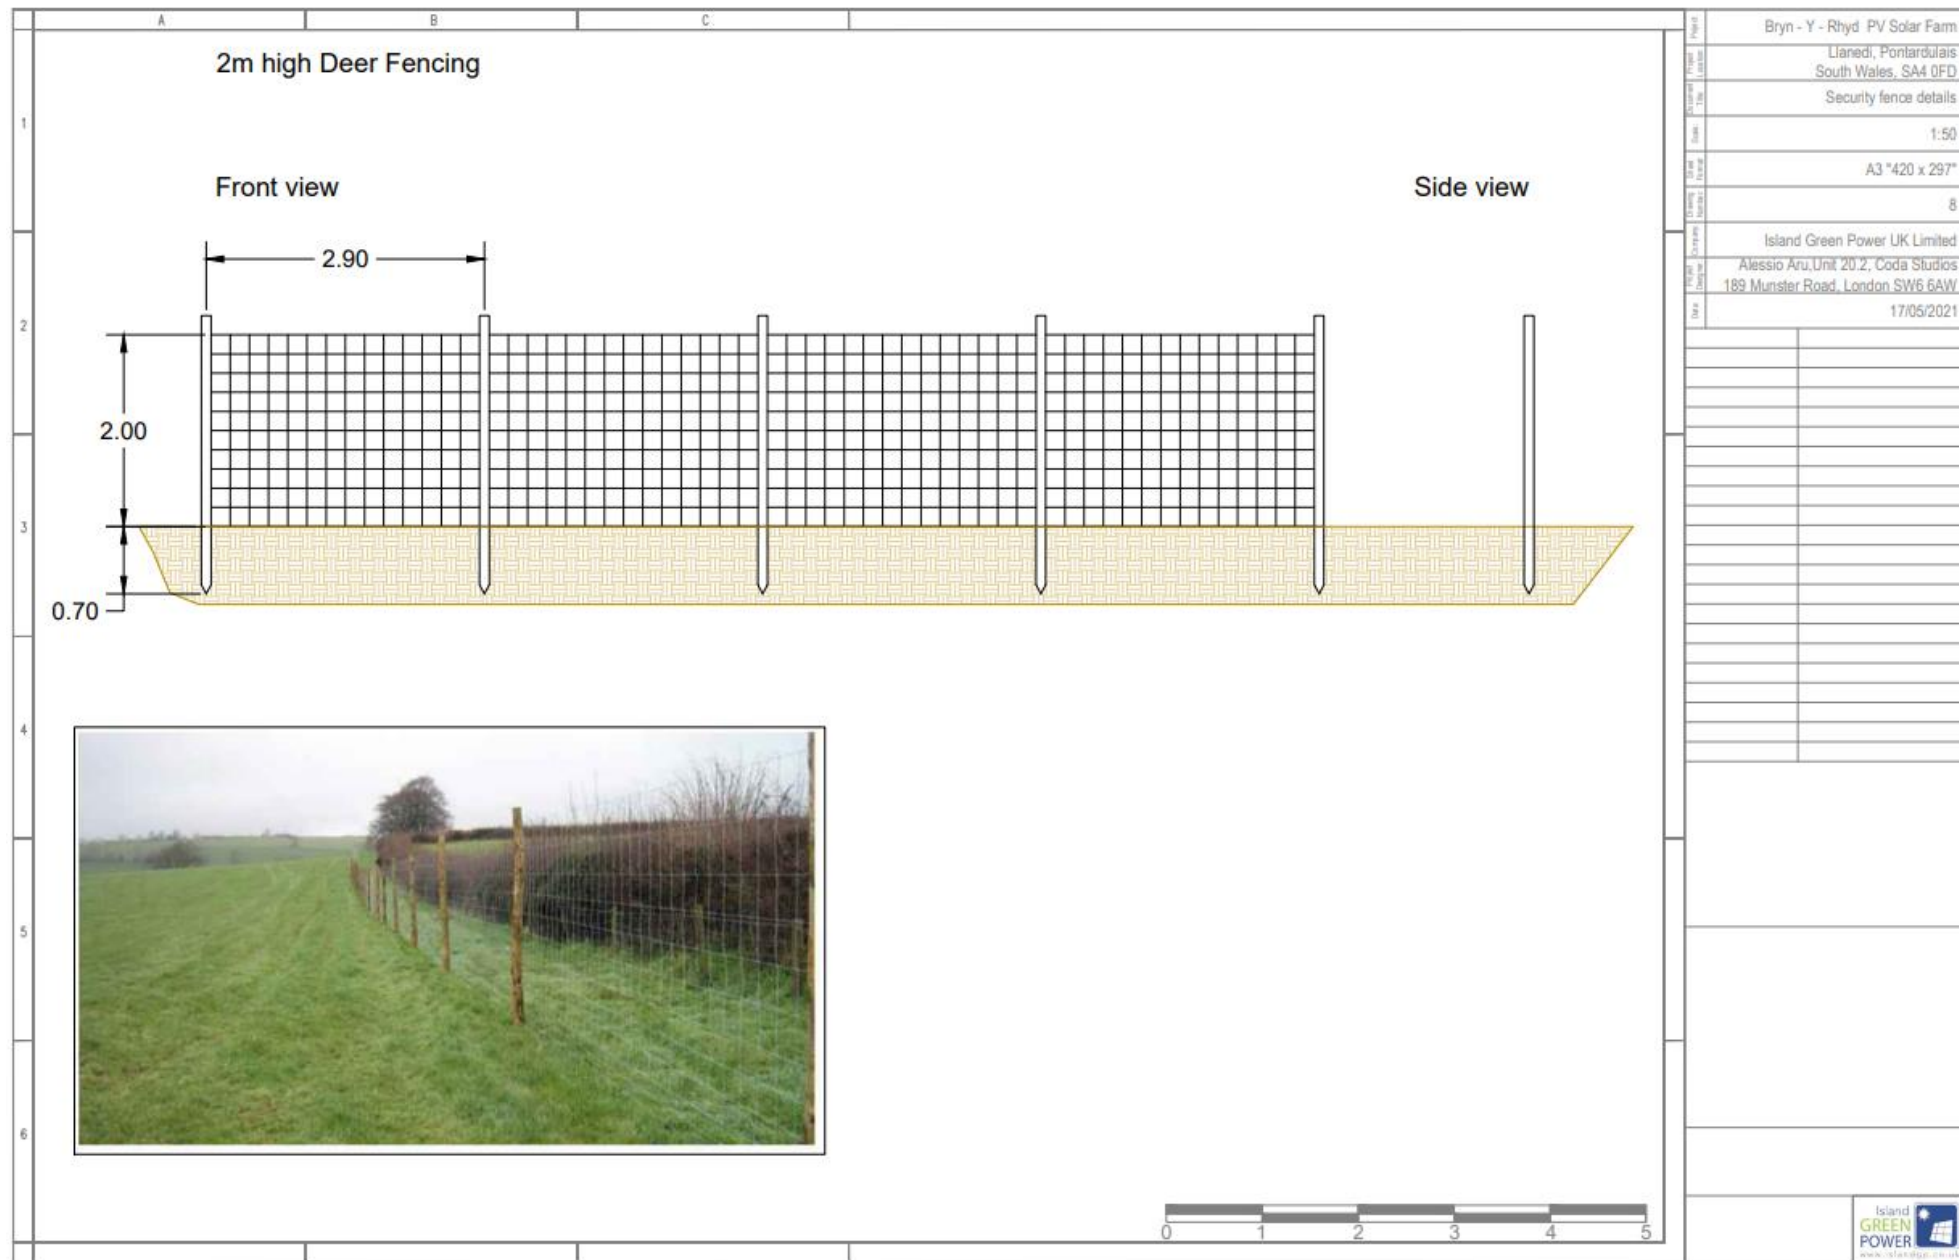 A
B
C
1
2
3
4
5
6
2m high Deer Fencing
Front view
Side view
2.90
2.00
0.70
0
1
2
3
4
5
Bryn - Y - Rhyd PV Solar Farm
Llanedi, Pontardulais
South Wales, SA4 0FD
Security fence details
1:50
A3 "420 x 297"
8
Island Green Power UK Limited
Alessio Aru,Unit 20.2, Coda Studios
189 Munster Road, London SW6 6AW
Date
17/05/2021
Island
GREEN
POWER